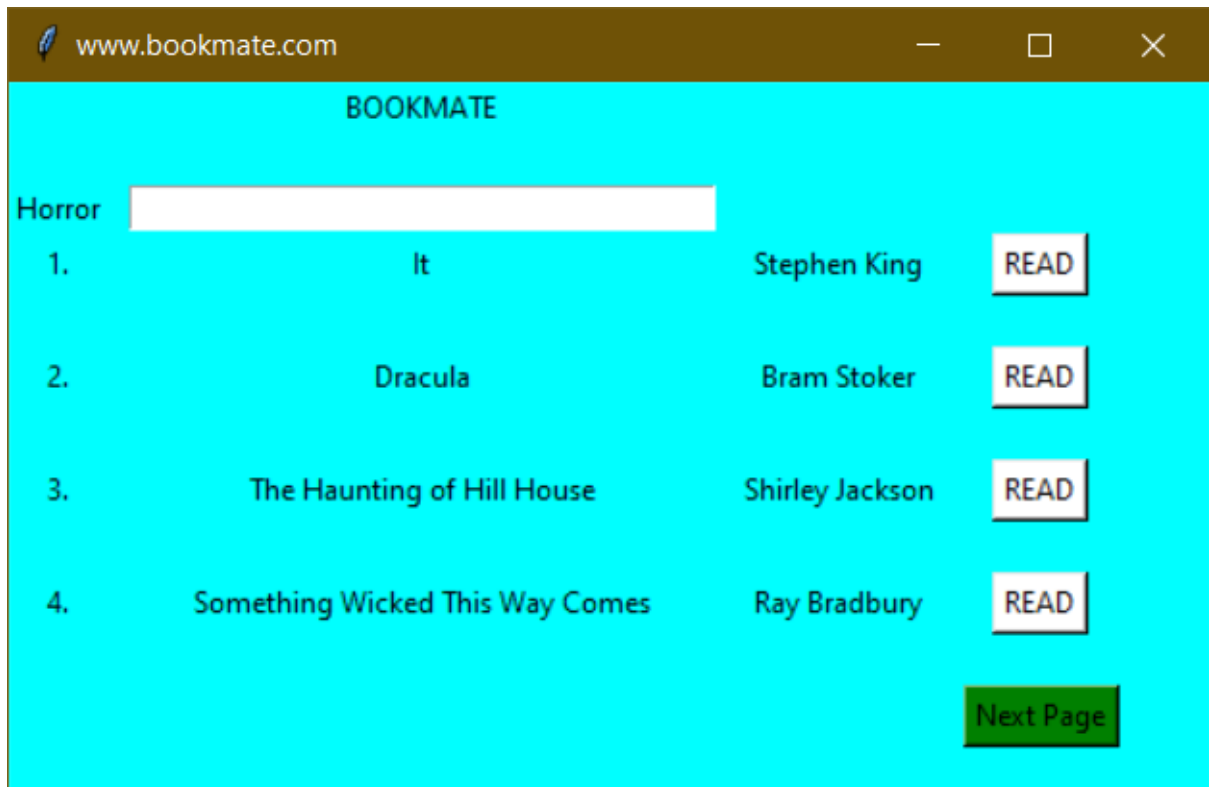 www.bookmate.com
BOOKMATE
Horror
1. It Stephen King READ
2. Dracula Bram Stoker READ
3. The Haunting of Hill House Shirley Jackson READ
4. Something Wicked This Way Comes Ray Bradbury READ
Next Page